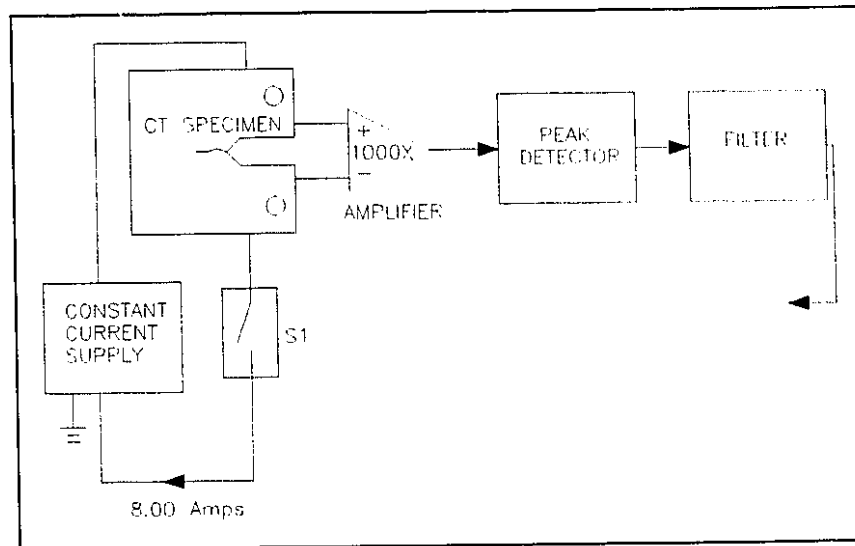 CT SPECIMEN
+
1000X
−
AMPLIFIER
PEAK
DETECTOR
FILTER
CONSTANT
CURRENT
SUPPLY
S1
8.00 Amps